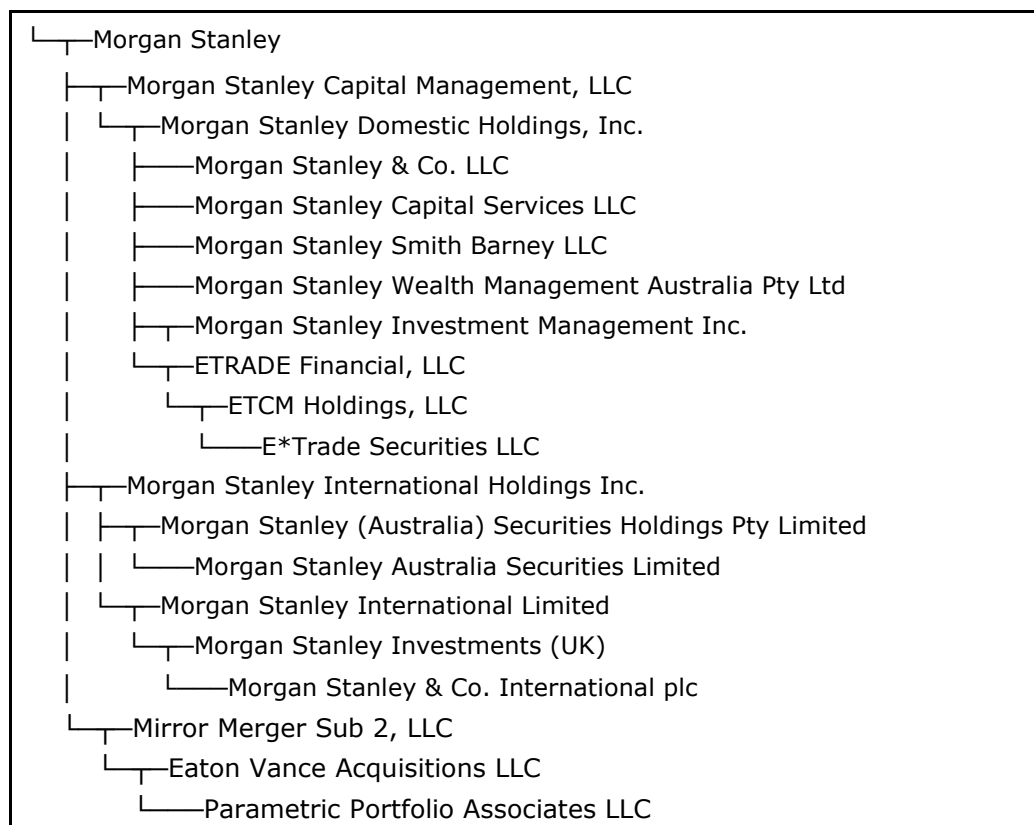 Morgan Stanley
Morgan Stanley Capital Management, LLC
Morgan Stanley Domestic Holdings, Inc.
Morgan Stanley & Co. LLC
Morgan Stanley Capital Services LLC
Morgan Stanley Smith Barney LLC
Morgan Stanley Wealth Management Australia Pty Ltd
Morgan Stanley Investment Management Inc.
ETRADE Financial, LLC
ETCM Holdings, LLC
E*Trade Securities LLC
Morgan Stanley International Holdings Inc.
Morgan Stanley (Australia) Securities Holdings Pty Limited
Morgan Stanley Australia Securities Limited
Morgan Stanley International Limited
Morgan Stanley Investments (UK)
Morgan Stanley & Co. International plc
Mirror Merger Sub 2, LLC
Eaton Vance Acquisitions LLC
Parametric Portfolio Associates LLC